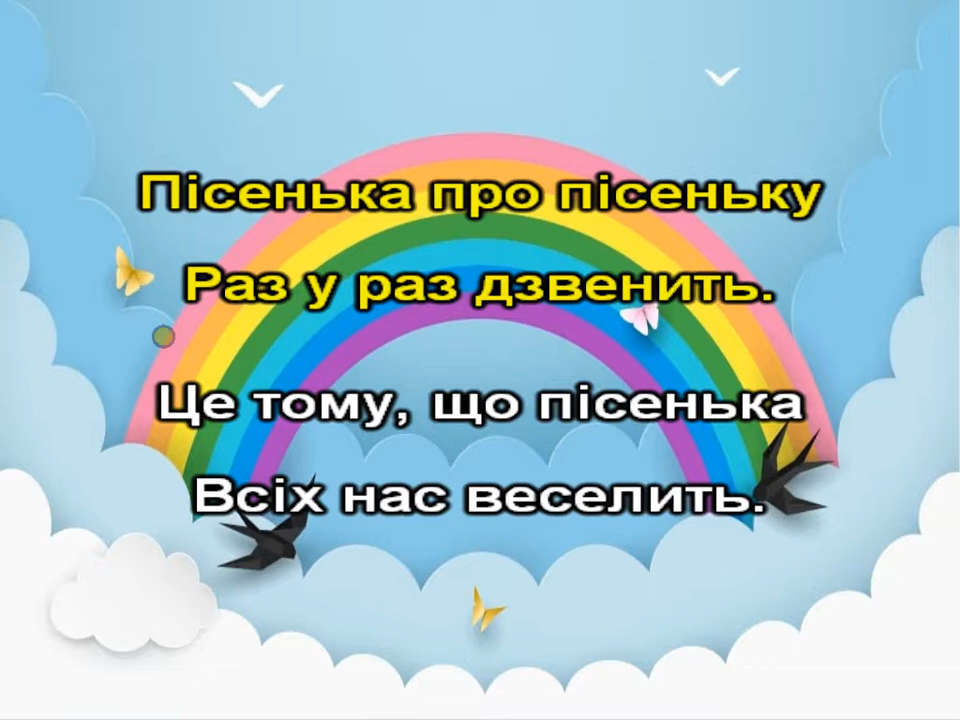 Пісенька про пісеньку
Раз у раз дзвенить.
Це тому, що пісенька
Всіх нас веселить.